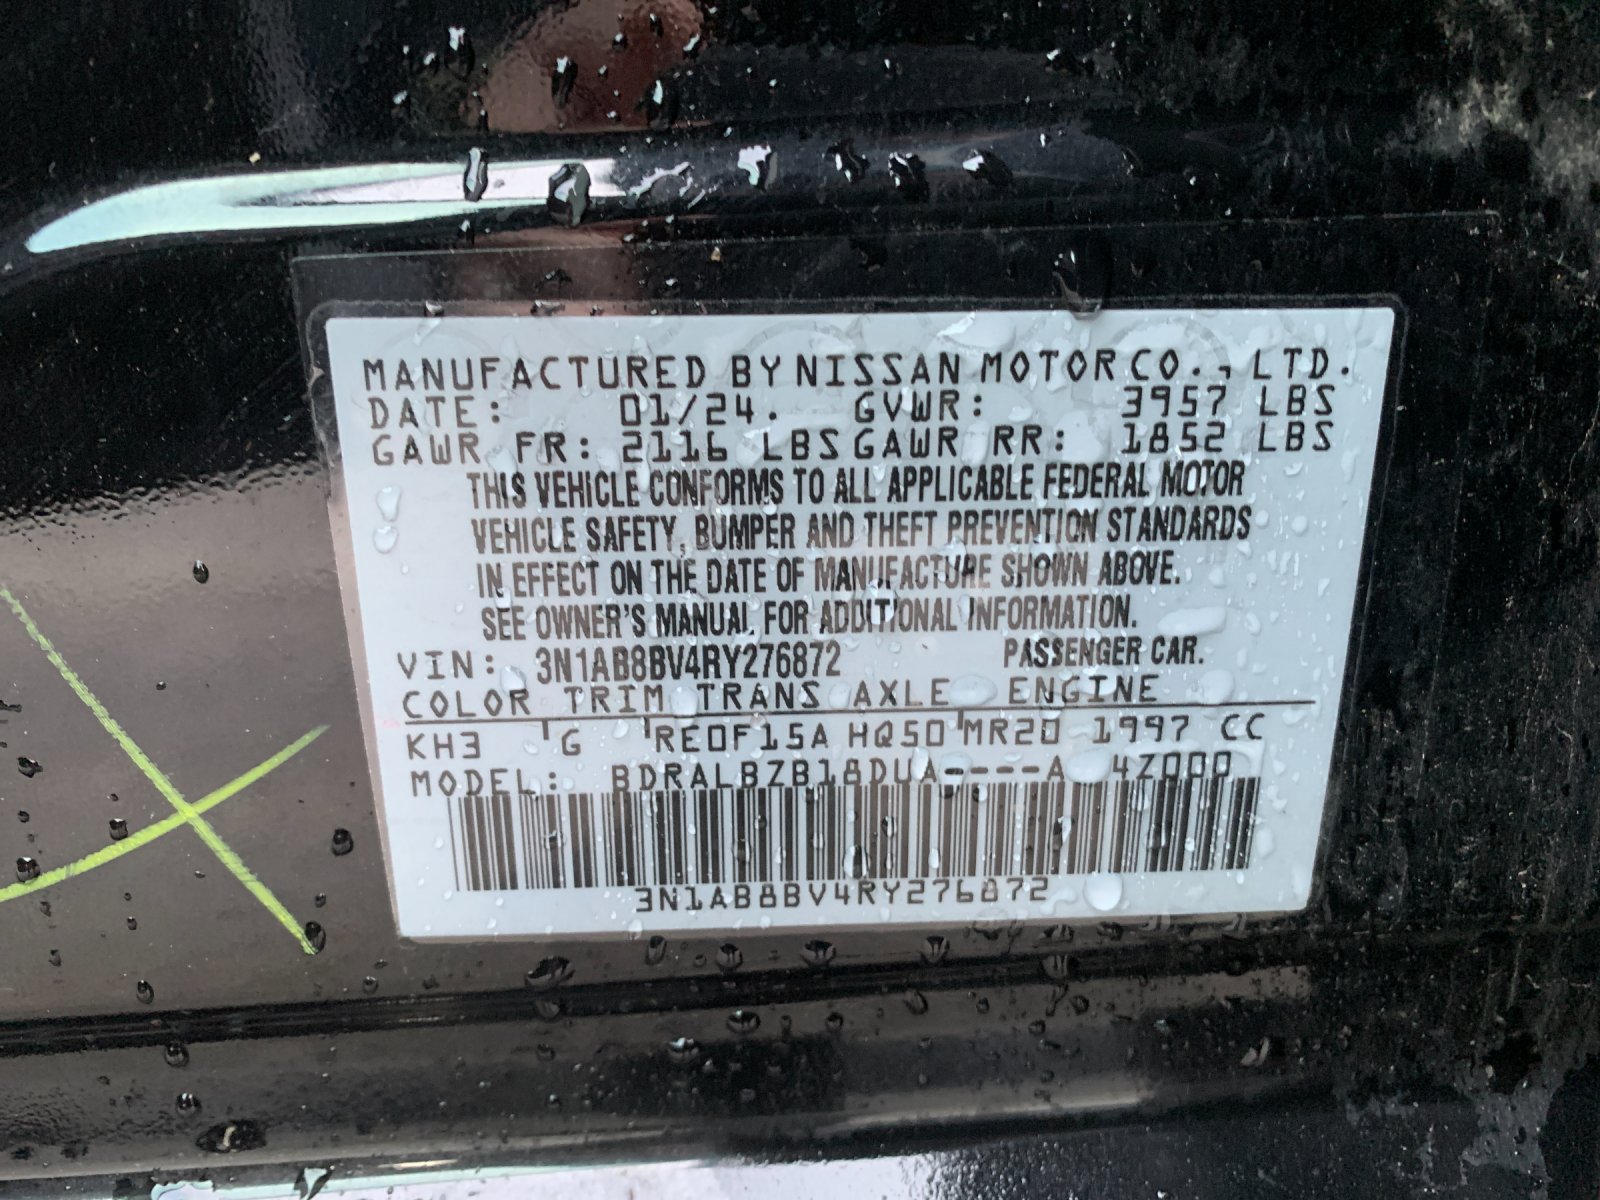 MANUFACTURED BY NISSAN MOTOR CO., LTD.
DATE: 01/24. GVWR: 3957 LBS
GAWR FR: 2116 LBS GAWR RR: 1852 LBS
THIS VEHICLE CONFORMS TO ALL APPLICABLE FEDERAL MOTOR
VEHICLE SAFETY, BUMPER AND THEFT PREVENTION STANDARDS
IN EFFECT ON THE DATE OF MANUFACTURE SHOWN ABOVE.
SEE OWNER'S MANUAL FOR ADDITIONAL INFORMATION.
VIN: 3N1AB8BV4RY276872 PASSENGER CAR.
COLOR TRIM TRANS AXLE ENGINE
KH3 G RE0F15A HQ50 MR20 1997 CC
MODEL: BDRALBZB18DUA----A 4Z000
3N1AB8BV4RY276872